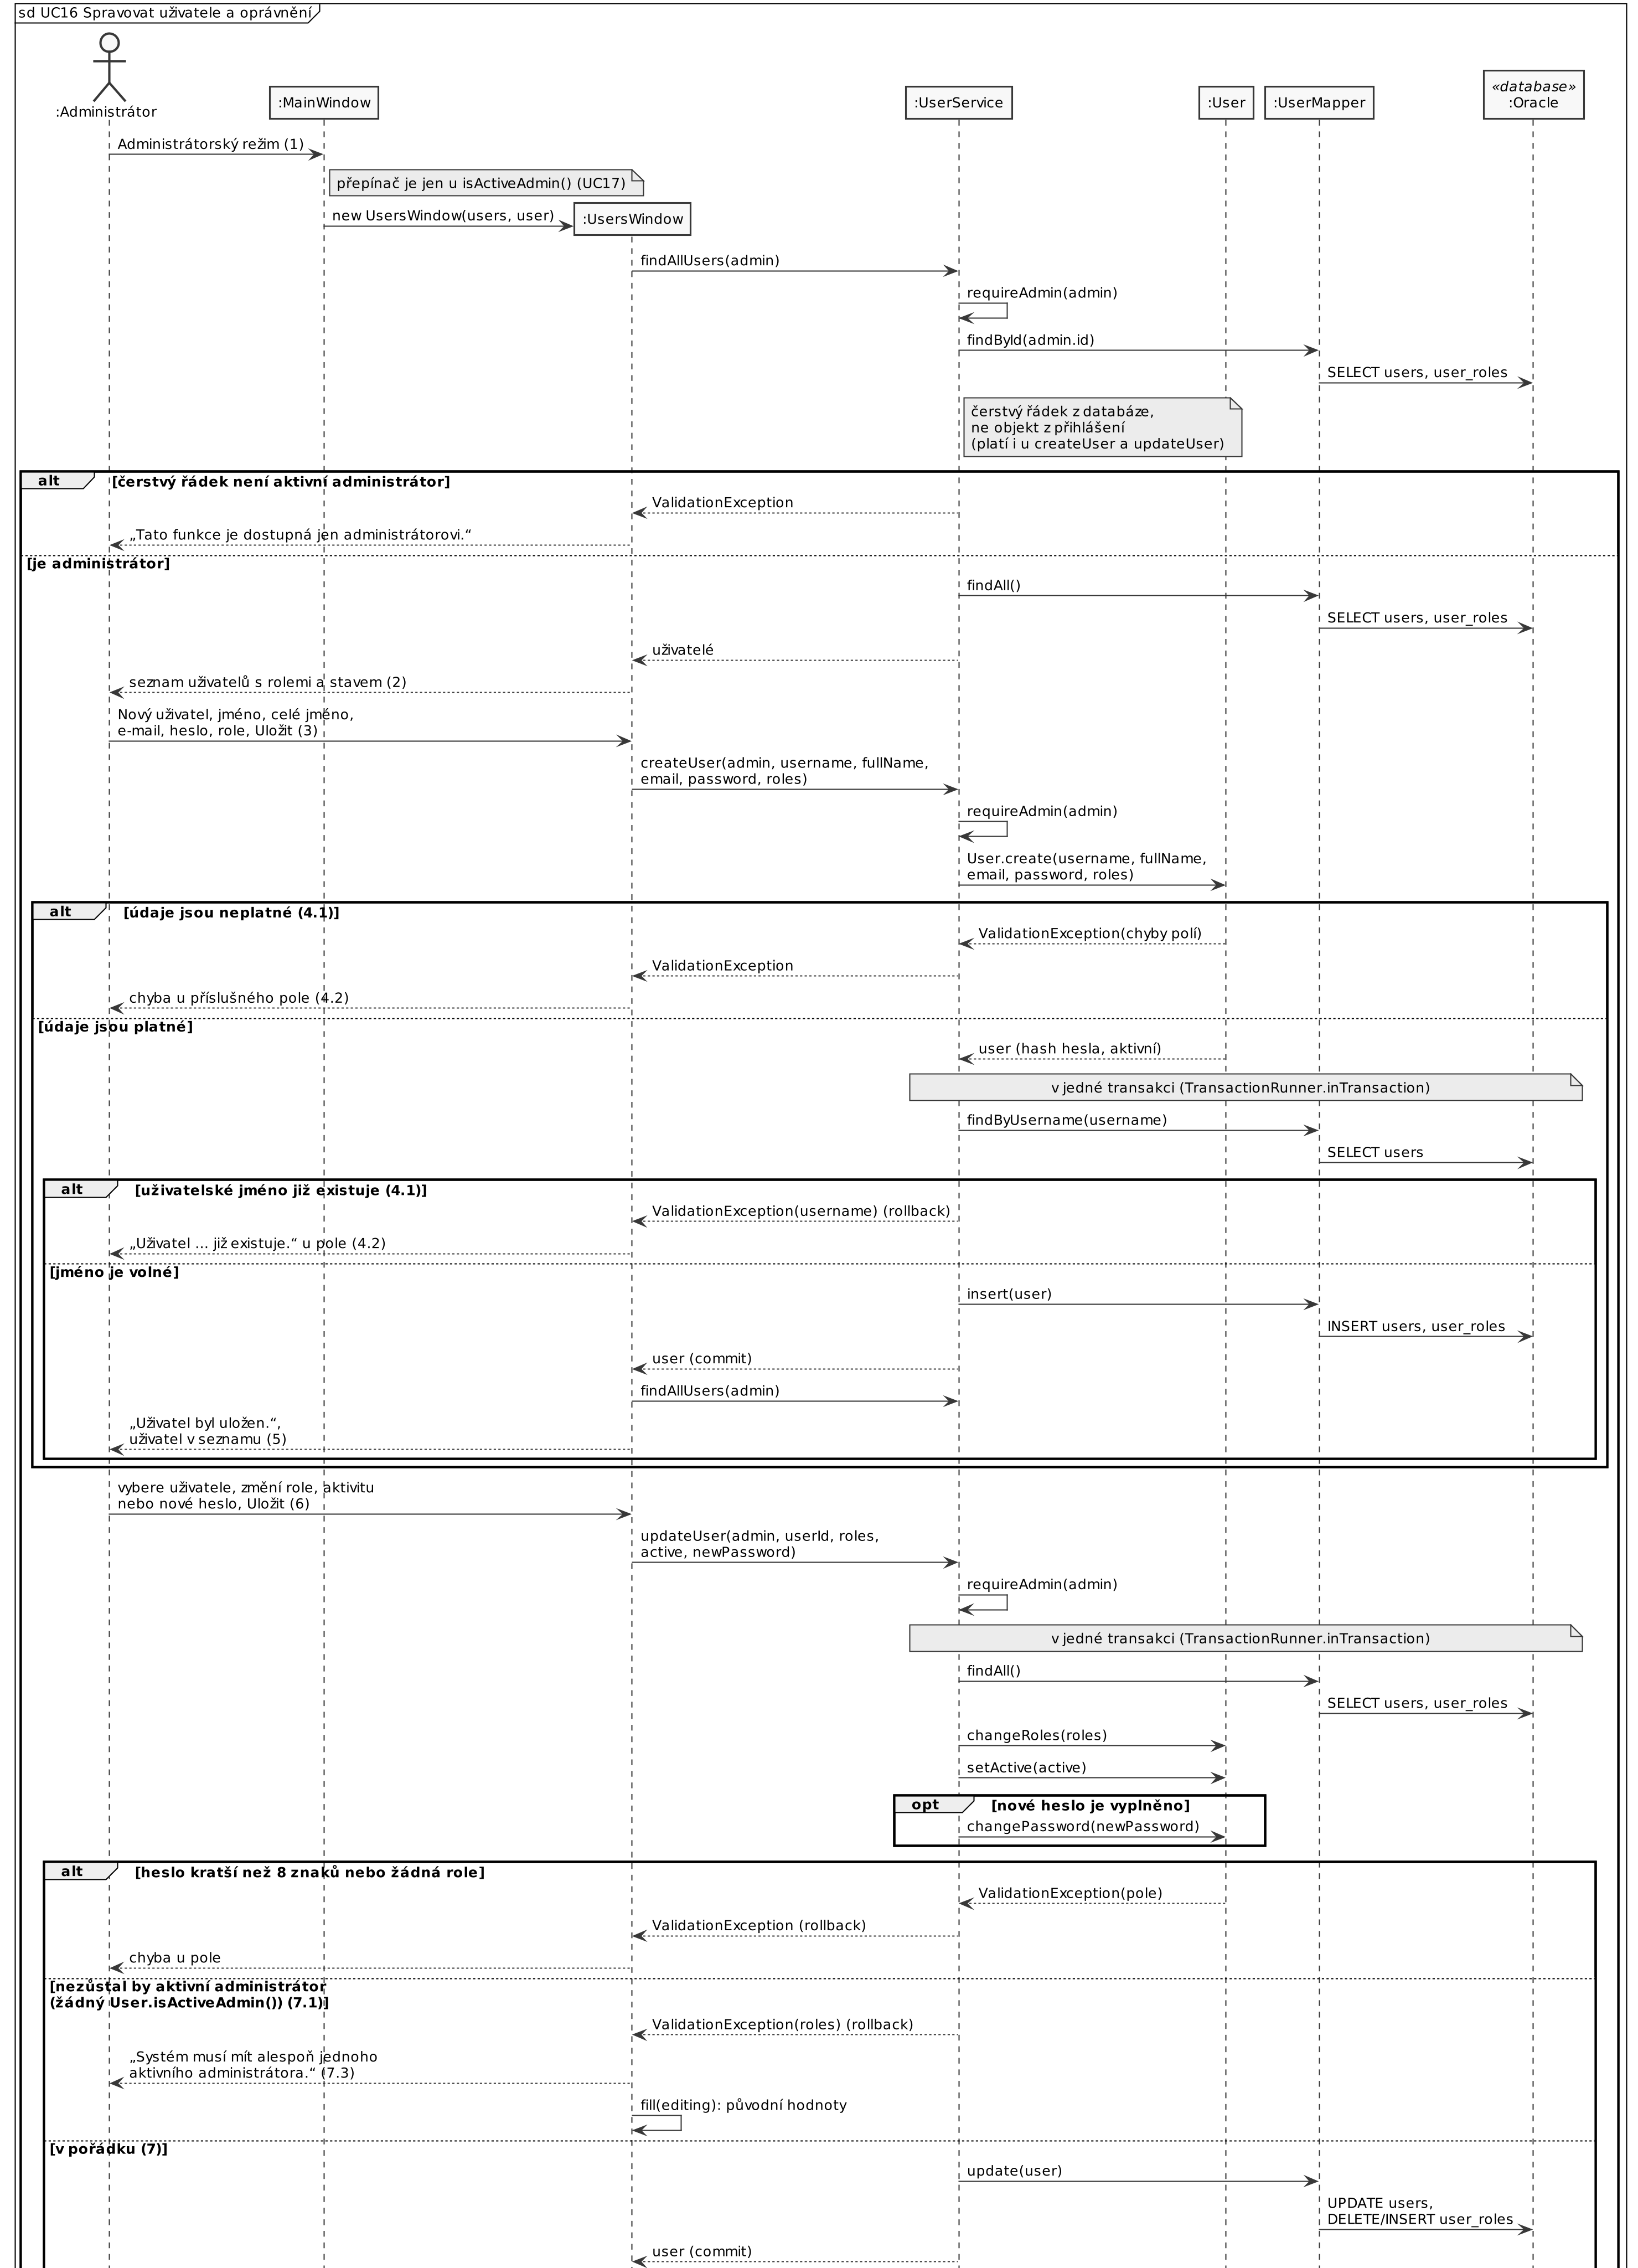 sd UC16 Spravovat uživatele a oprávnění
:Administrátor
:MainWindow
:UserService
:User
:UserMapper
«database»
:Oracle
Administrátorský režim (1)
přepínač je jen u isActiveAdmin() (UC17)
new UsersWindow(users, user)
:UsersWindow
findAllUsers(admin)
requireAdmin(admin)
findById(admin.id)
SELECT users, user_roles
čerstvý řádek z databáze,
ne objekt z přihlášení
(platí i u createUser a updateUser)
alt [čerstvý řádek není aktivní administrátor]
ValidationException
„Tato funkce je dostupná jen administrátorovi.“
[je administrátor]
findAll()
SELECT users, user_roles
uživatelé
seznam uživatelů s rolemi a stavem (2)
Nový uživatel, jméno, celé jméno,
e-mail, heslo, role, Uložit (3)
createUser(admin, username, fullName,
email, password, roles)
requireAdmin(admin)
User.create(username, fullName,
email, password, roles)
alt [údaje jsou neplatné (4.1)]
ValidationException(chyby polí)
ValidationException
chyba u příslušného pole (4.2)
[údaje jsou platné]
user (hash hesla, aktivní)
v jedné transakci (TransactionRunner.inTransaction)
findByUsername(username)
SELECT users
alt [uživatelské jméno již existuje (4.1)]
ValidationException(username) (rollback)
„Uživatel ... již existuje.“ u pole (4.2)
[jméno je volné]
insert(user)
INSERT users, user_roles
user (commit)
findAllUsers(admin)
„Uživatel byl uložen.“,
uživatel v seznamu (5)
vybere uživatele, změní role, aktivitu
nebo nové heslo, Uložit (6)
updateUser(admin, userId, roles,
active, newPassword)
requireAdmin(admin)
v jedné transakci (TransactionRunner.inTransaction)
findAll()
SELECT users, user_roles
changeRoles(roles)
setActive(active)
opt [nové heslo je vyplněno]
changePassword(newPassword)
alt [heslo kratší než 8 znaků nebo žádná role]
ValidationException(pole)
ValidationException (rollback)
chyba u pole
[nezůstal by aktivní administrátor
(žádný User.isActiveAdmin()) (7.1)]
ValidationException(roles) (rollback)
„Systém musí mít alespoň jednoho
aktivního administrátora.“ (7.3)
fill(editing): původní hodnoty
[v pořádku (7)]
update(user)
UPDATE users,
DELETE/INSERT user_roles
user (commit)